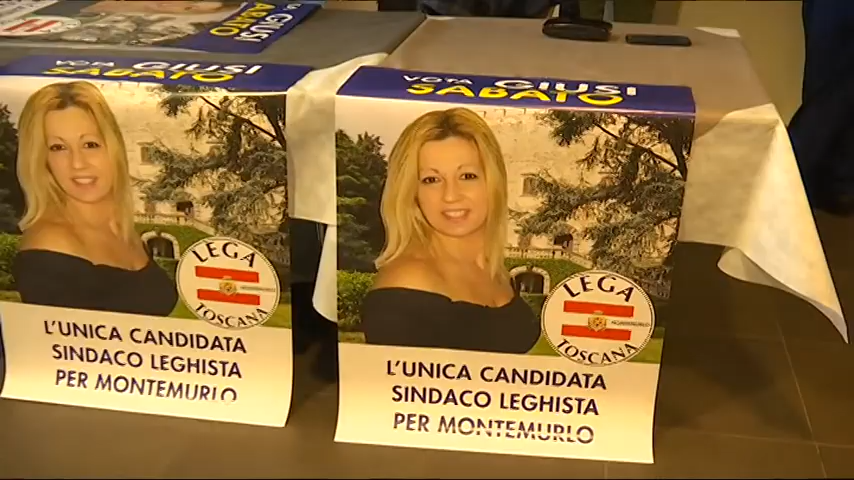 GIUSI
SABATO
VOTA GIUSI
SABATO
LEGA
TOSCANA
L'UNICA CANDIDATA
SINDACO LEGHISTA
PER MONTEMURLO
VOTA GIUSI
SABATO
LEGA
TOSCANA
L'UNICA CANDIDATA
SINDACO LEGHISTA
PER MONTEMURLO